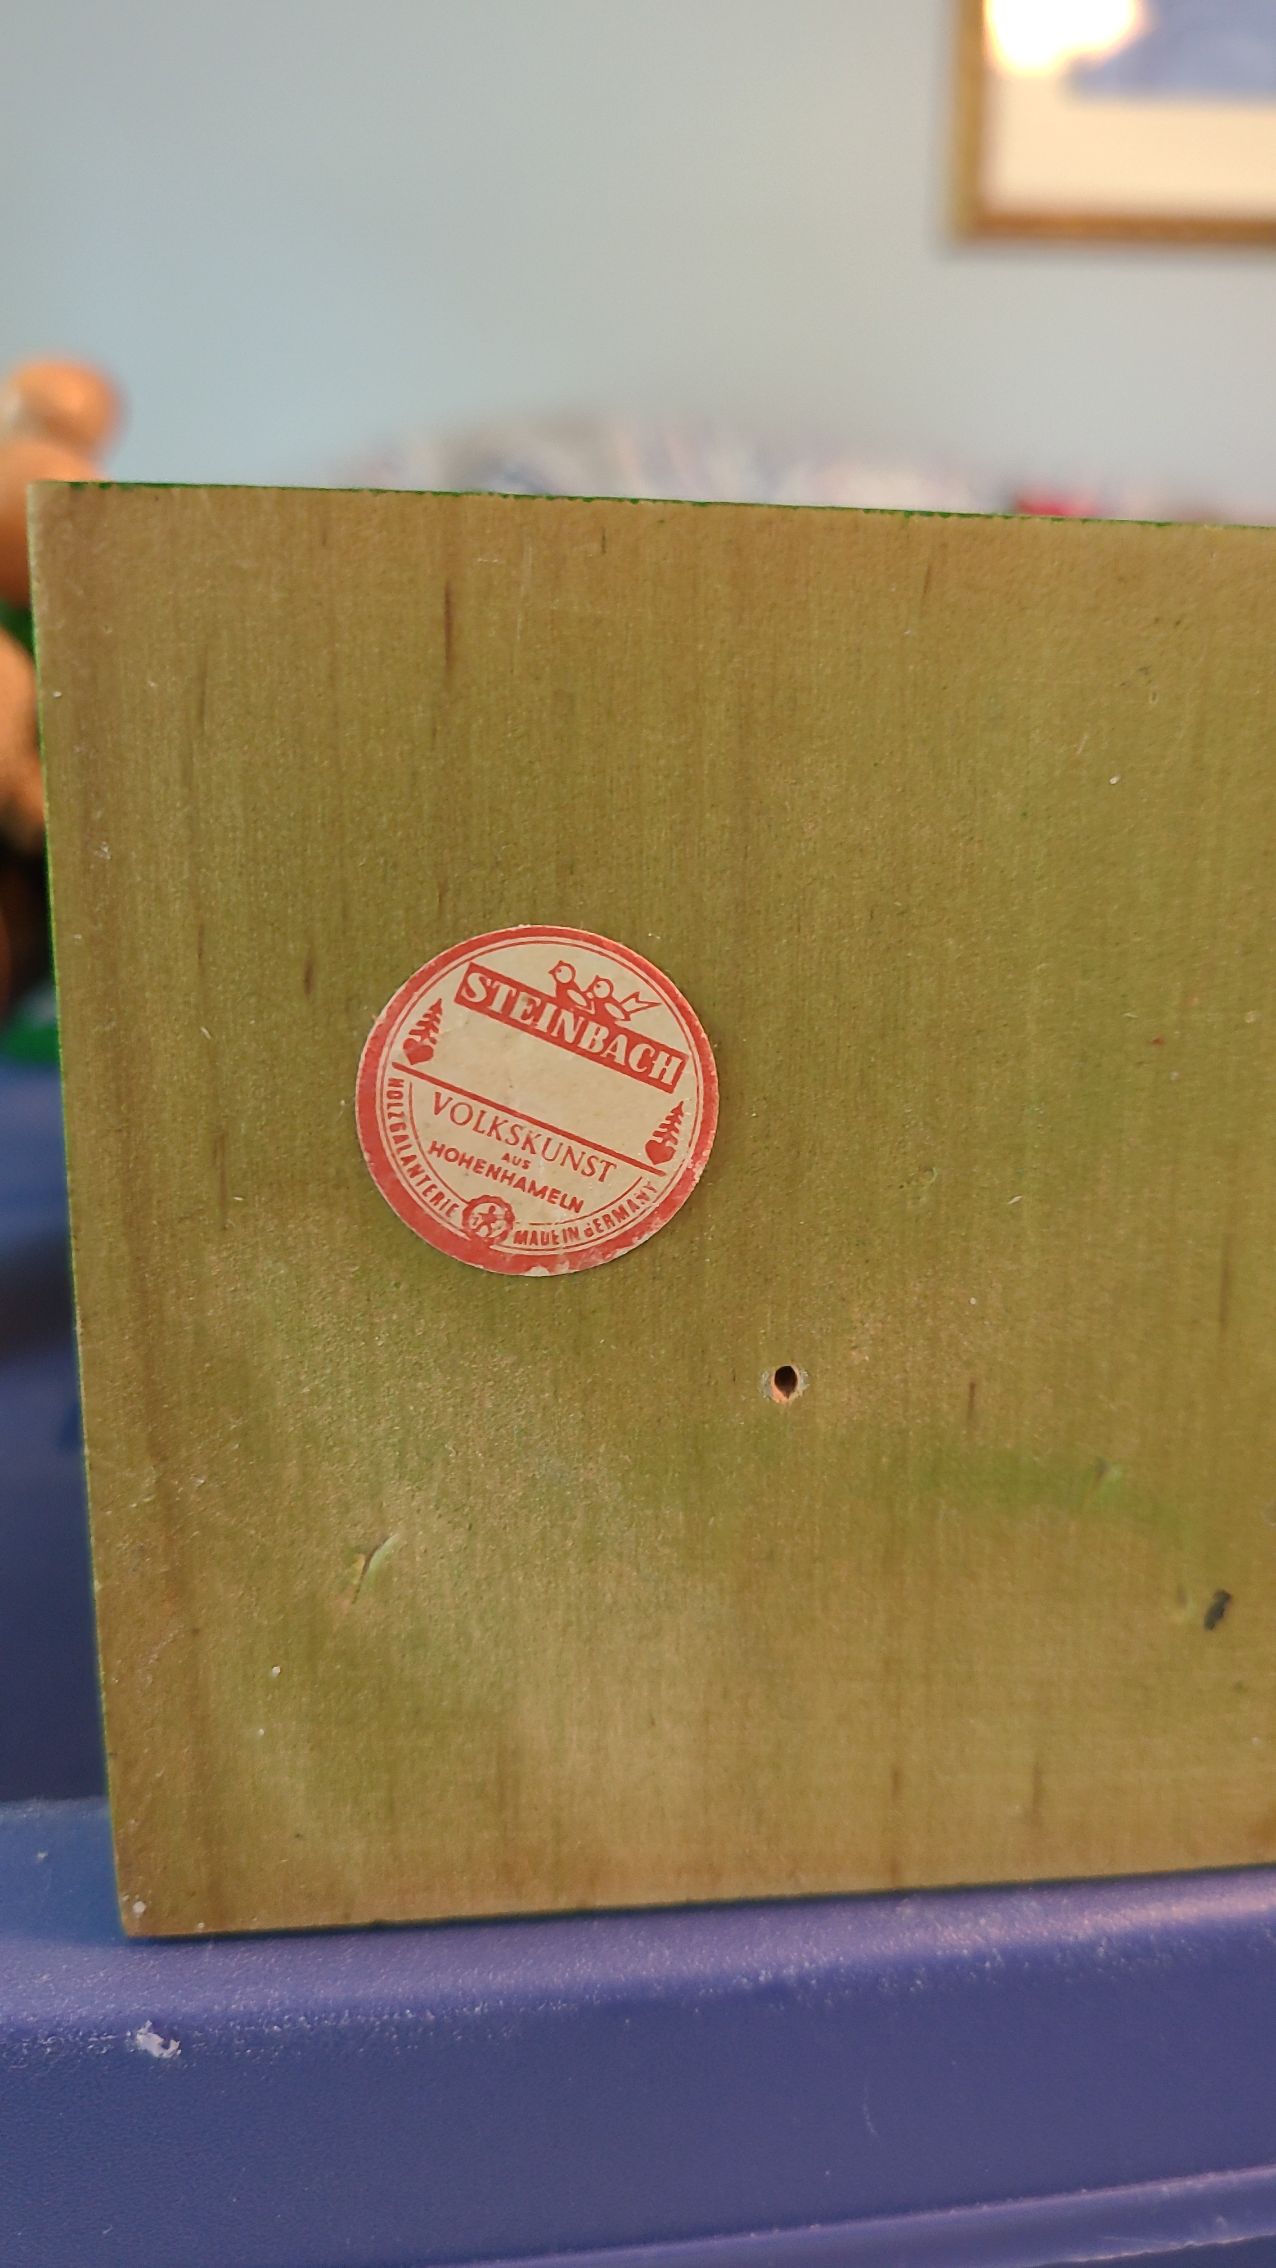 STEINBACH
VOLKSKUNST
AUS
HOHENHAMELN
HOLZGALANTERIE MADE IN GERMANY